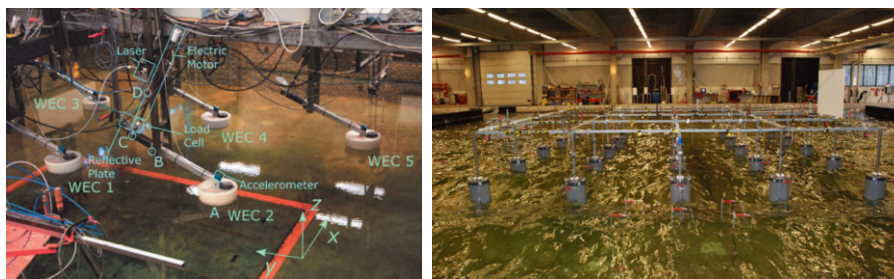 Laser
Electric
Motor
D
WEC 3
WEC 4
Load
Cell
C
B
WEC 5
Reflective
Plate
WEC 1
Accelerometer
A
WEC 2
z
x
y